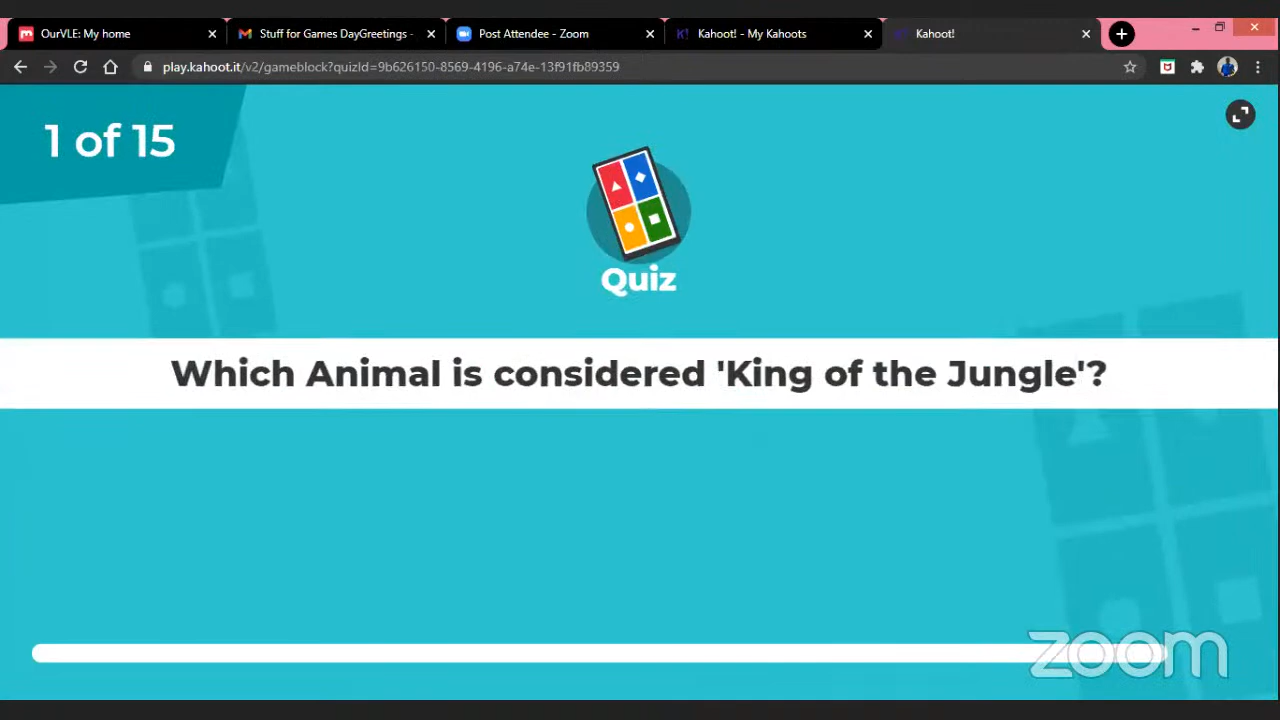 OurVLE: My home
Stuff for Games DayGreetings -
Post Attendee - Zoom
Kahoot! - My Kahoots
Kahoot!
play.kahoot.it/v2/gameblock?quizId=9b626150-8569-4196-a74e-13f91fb89359
1 of 15
Quiz
Which Animal is considered 'King of the Jungle'?
zoom